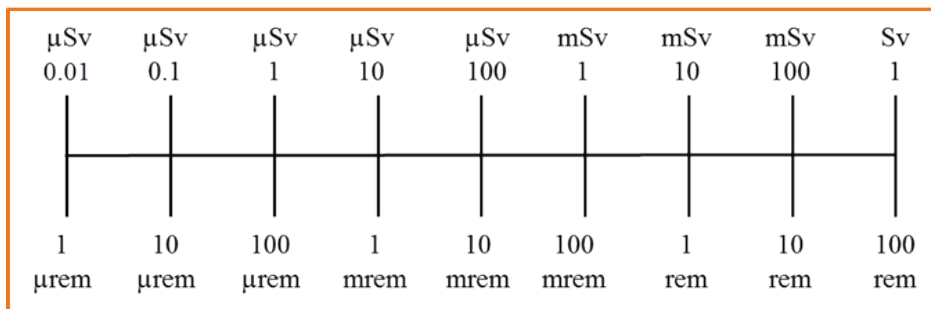 µSv µSv µSv µSv µSv mSv mSv mSv Sv
0.01 0.1 1 10 100 1 10 100 1
1 10 100 1 10 100 1 10 100
µrem µrem µrem mrem mrem mrem rem rem rem